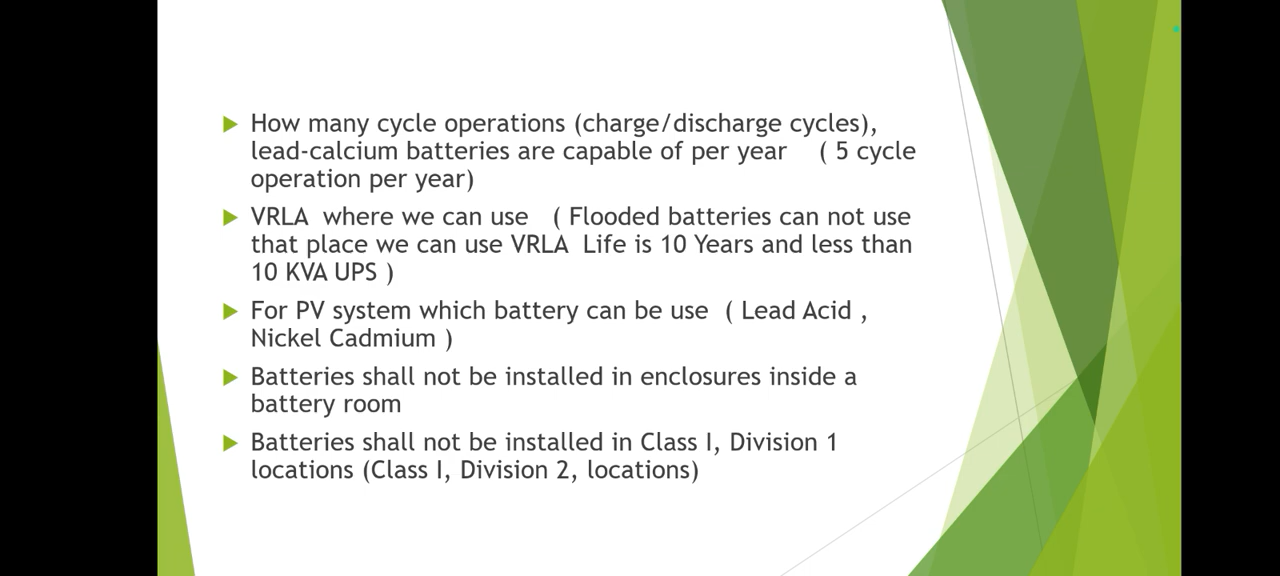 How many cycle operations (charge/discharge cycles),
lead-calcium batteries are capable of per year ( 5 cycle
operation per year)
VRLA where we can use ( Flooded batteries can not use
that place we can use VRLA Life is 10 Years and less than
10 KVA UPS )
For PV system which battery can be use ( Lead Acid ,
Nickel Cadmium )
Batteries shall not be installed in enclosures inside a
battery room
Batteries shall not be installed in Class I, Division 1
locations (Class I, Division 2, locations)